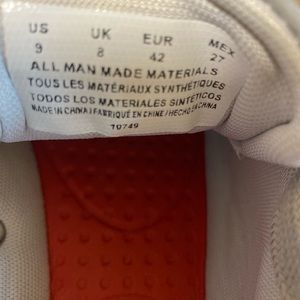 US UK EUR MEX
9 8 42 27
ALL MAN MADE MATERIALS
TOUS LES MATÉRIAUX SYNTHÉTIQUES
TODOS LOS MATERIALES SINTÉTICOS
MADE IN CHINA / FABRIQUÉ EN CHINE / HECHO EN CHINA
70749